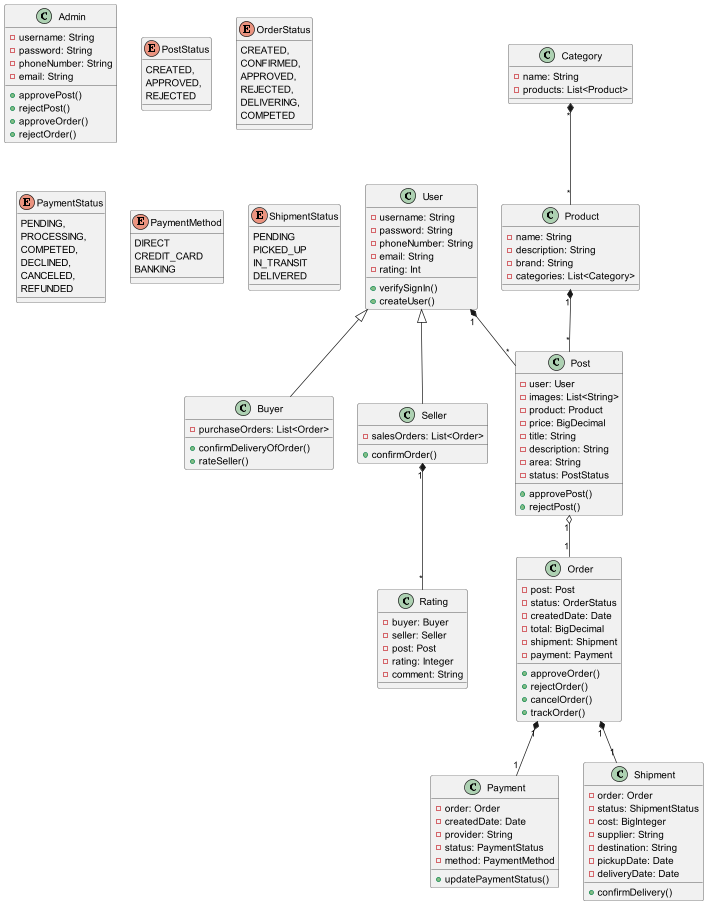 C Admin
username: String
password: String
phoneNumber: String
email: String
approvePost()
rejectPost()
approveOrder()
rejectOrder()
E PostStatus
CREATED,
APPROVED,
REJECTED
E OrderStatus
CREATED,
CONFIRMED,
APPROVED,
REJECTED,
DELIVERING,
COMPETED
C Category
name: String
products: List<Product>
*
*
E PaymentStatus
PENDING,
PROCESSING,
COMPETED,
DECLINED,
CANCELED,
REFUNDED
E PaymentMethod
DIRECT
CREDIT_CARD
BANKING
E ShipmentStatus
PENDING
PICKED_UP
IN_TRANSIT
DELIVERED
C User
username: String
password: String
phoneNumber: String
email: String
rating: Int
verifySignIn()
createUser()
1
*
C Product
name: String
description: String
brand: String
categories: List<Category>
1
*
C Buyer
purchaseOrders: List<Order>
confirmDeliveryOfOrder()
rateSeller()
C Seller
salesOrders: List<Order>
confirmOrder()
1
*
C Post
user: User
images: List<String>
product: Product
price: BigDecimal
title: String
description: String
area: String
status: PostStatus
approvePost()
rejectPost()
1
1
C Rating
buyer: Buyer
seller: Seller
post: Post
rating: Integer
comment: String
C Order
post: Post
status: OrderStatus
createdDate: Date
total: BigDecimal
shipment: Shipment
payment: Payment
approveOrder()
rejectOrder()
cancelOrder()
trackOrder()
1
1
1
1
C Payment
order: Order
createdDate: Date
provider: String
status: PaymentStatus
method: PaymentMethod
updatePaymentStatus()
C Shipment
order: Order
status: ShipmentStatus
cost: BigInteger
supplier: String
destination: String
pickupDate: Date
deliveryDate: Date
confirmDelivery()